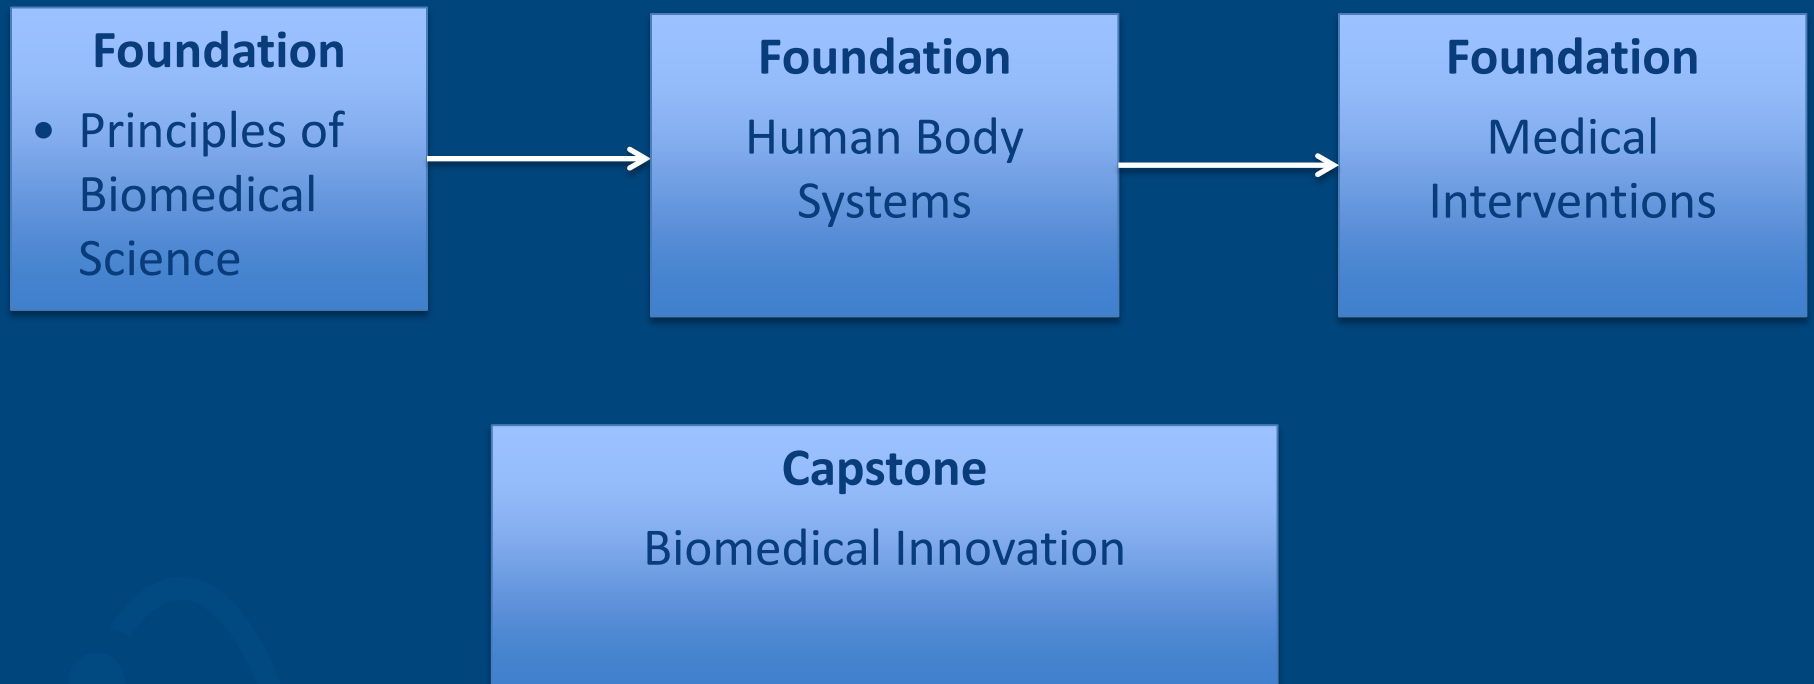 Foundation
• Principles of
Biomedical
Science
Foundation
Human Body
Systems
Foundation
Medical
Interventions
Capstone
Biomedical Innovation